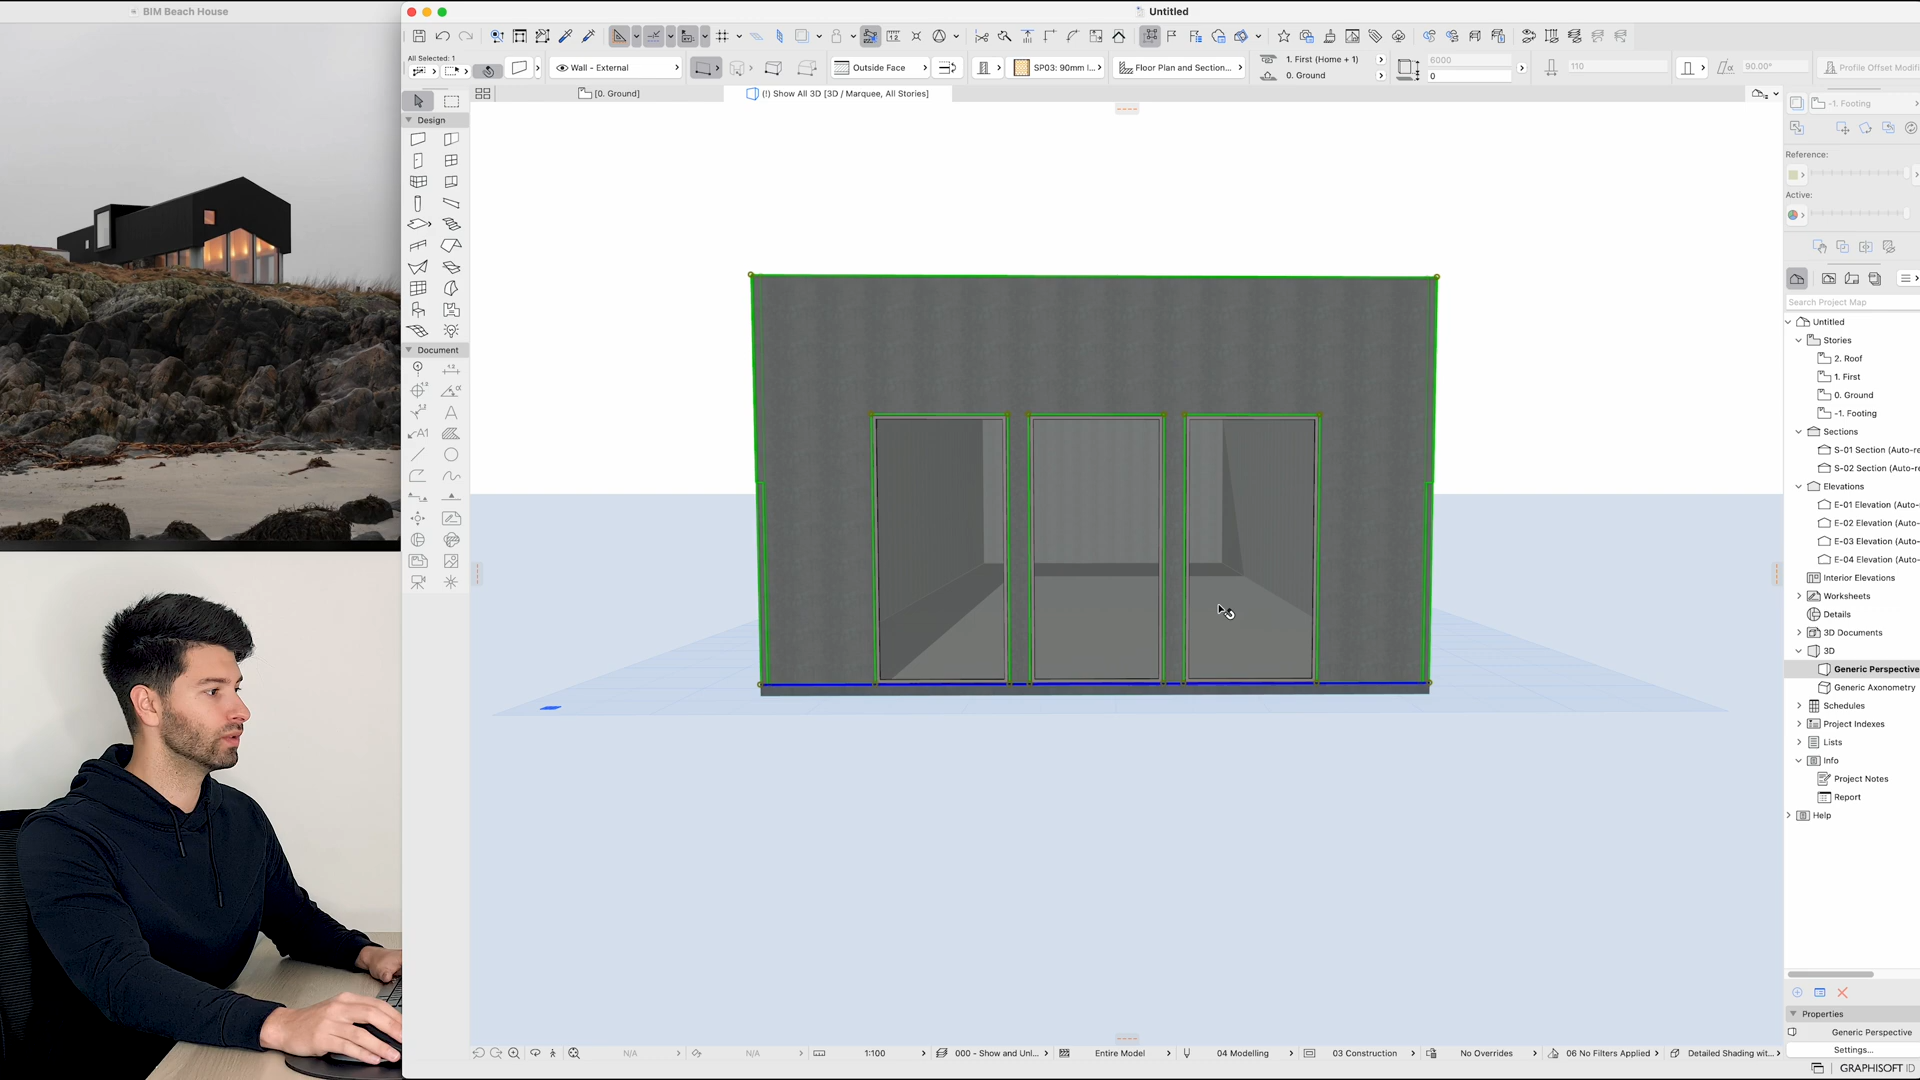 BIM Beach House
Untitled
All Selected: 1
Wall - External
Outside Face
SP03: 90mm I...
Floor Plan and Section...
1. First (Home + 1)
0. Ground
6000
0
110
90.00°
Profile Offset Modifi
[0. Ground]
(!) Show All 3D [3D / Marquee, All Stories]
-1. Footing
Design
Document
A1
A
Reference:
Active:
Search Project Map
Untitled
Stories
2. Roof
1. First
0. Ground
-1. Footing
Sections
S-01 Section (Auto-re
S-02 Section (Auto-re
Elevations
E-01 Elevation (Auto-
E-02 Elevation (Auto-
E-03 Elevation (Auto-
E-04 Elevation (Auto-
Interior Elevations
Worksheets
Details
3D Documents
3D
Generic Perspective
Generic Axonometry
Schedules
Project Indexes
Lists
Info
Project Notes
Report
Help
Properties
Generic Perspective
Settings...
N/A
N/A
1:100
000 - Show and Unl...
Entire Model
04 Modelling
03 Construction
No Overrides
06 No Filters Applied
Detailed Shading wit...
GRAPHISOFT ID